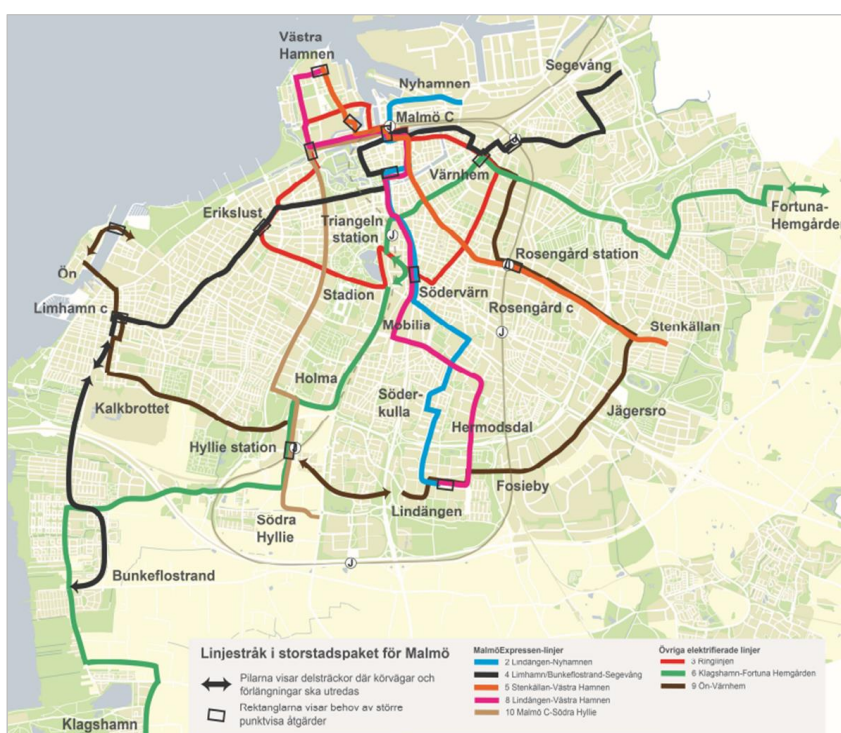 Västra
Hamnen
Segevång
Nyhamnen
Malmö C
Värnhem
Fortuna-
Hemgården
Erikslust
Triangeln
station
Rosengård station
Ön
Limhamn c
Stadion
Södervärn
Rosengård c
Stenkällan
Mobilia
Holma
Söder-
kulla
Kalkbrottet
Hermodsdal
Jägersro
Hyllie station
Fosieby
Lindängen
Södra
Hyllie
Bunkeflostrand
Klagshamn
J
J
J
J
J
J
J
Linjestråk i storstadspaket för Malmö
Pilarna visar delsträckor där körvägar och
förlängningar ska utredas
Rektanglarna visar behov av större
punktvisa åtgärder
MalmöExpressen-linjer
2 Lindängen-Nyhamnen
4 Limhamn/Bunkeflostrand-Segevång
5 Stenkällan-Västra Hamnen
8 Lindängen-Västra Hamnen
10 Malmö C-Södra Hyllie
Övriga elektrifierade linjer
3 Ringlinjen
6 Klagshamn-Fortuna Hemgården
9 Ön-Värnhem